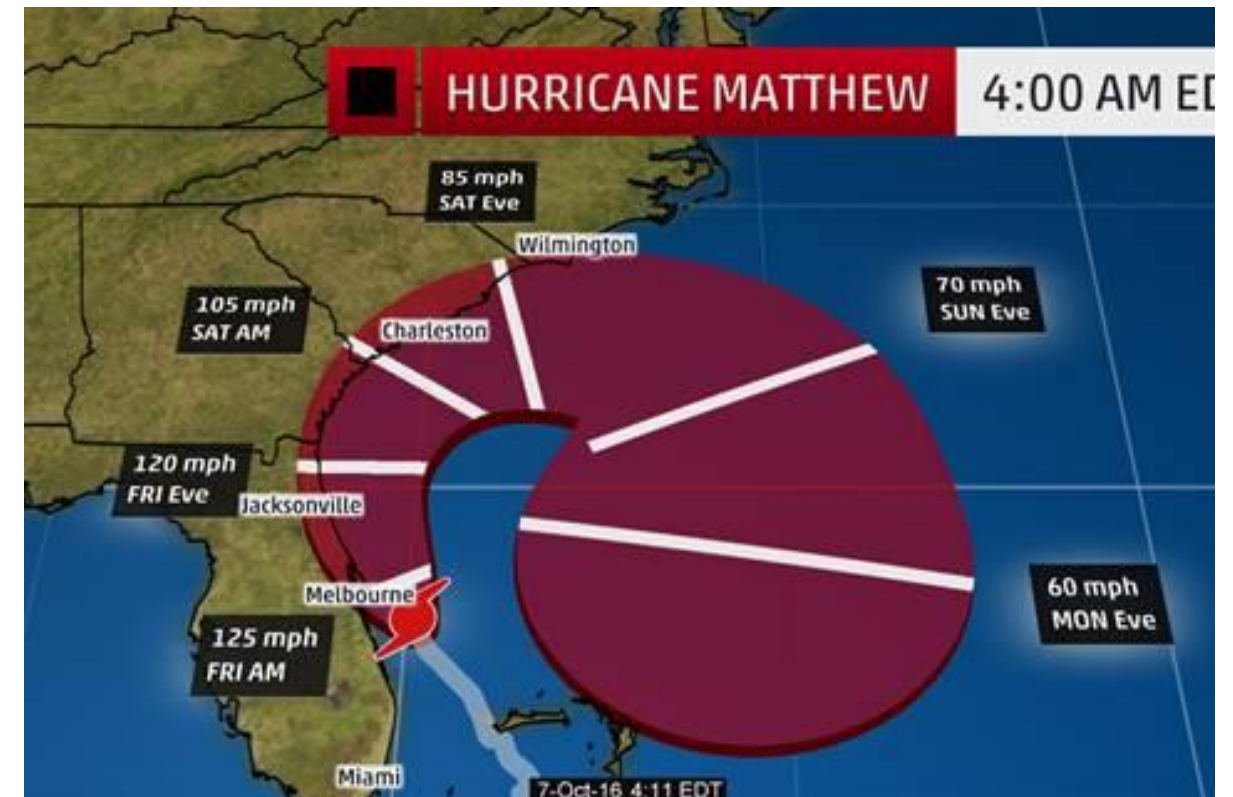 HURRICANE MATTHEW
4:00 AM ED
85 mph
SAT Eve
Wilmington
70 mph
SUN Eve
105 mph
SAT AM
Charleston
120 mph
FRI Eve
Jacksonville
Melbourne
60 mph
MON Eve
125 mph
FRI AM
Miami
7-Oct-16 4:11 EDT